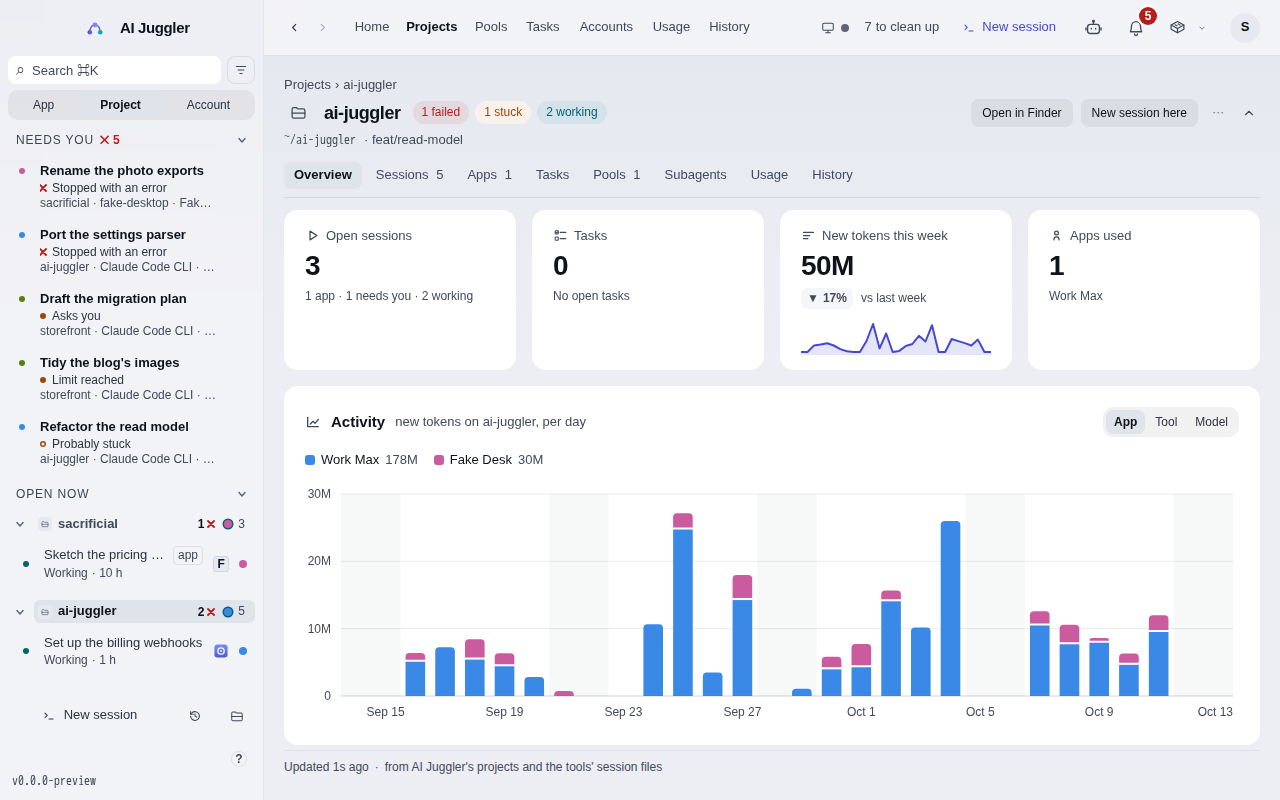 AI Juggler
Search ⌘K
App Project Account
NEEDS YOU 5
Rename the photo exports
Stopped with an error
sacrificial · fake-desktop · Fak…
Port the settings parser
Stopped with an error
ai-juggler · Claude Code CLI · …
Draft the migration plan
Asks you
storefront · Claude Code CLI · …
Tidy the blog's images
Limit reached
storefront · Claude Code CLI · …
Refactor the read model
Probably stuck
ai-juggler · Claude Code CLI · …
OPEN NOW
sacrificial 1 3
Sketch the pricing … app F
Working · 10 h
ai-juggler 2 5
Set up the billing webhooks
Working · 1 h
New session
?
v0.0.0-preview
Home Projects Pools Tasks Accounts Usage History 7 to clean up New session 5 S
Projects › ai-juggler
ai-juggler 1 failed 1 stuck 2 working Open in Finder New session here ···
~/ai-juggler · feat/read-model
Overview Sessions 5 Apps 1 Tasks Pools 1 Subagents Usage History
Open sessions
3
1 app · 1 needs you · 2 working
Tasks
0
No open tasks
New tokens this week
50M
▼ 17% vs last week
Apps used
1
Work Max
Activity new tokens on ai-juggler, per day App Tool Model
Work Max 178M Fake Desk 30M
30M
20M
10M
0
Sep 15 Sep 19 Sep 23 Sep 27 Oct 1 Oct 5 Oct 9 Oct 13
Updated 1s ago · from AI Juggler's projects and the tools' session files